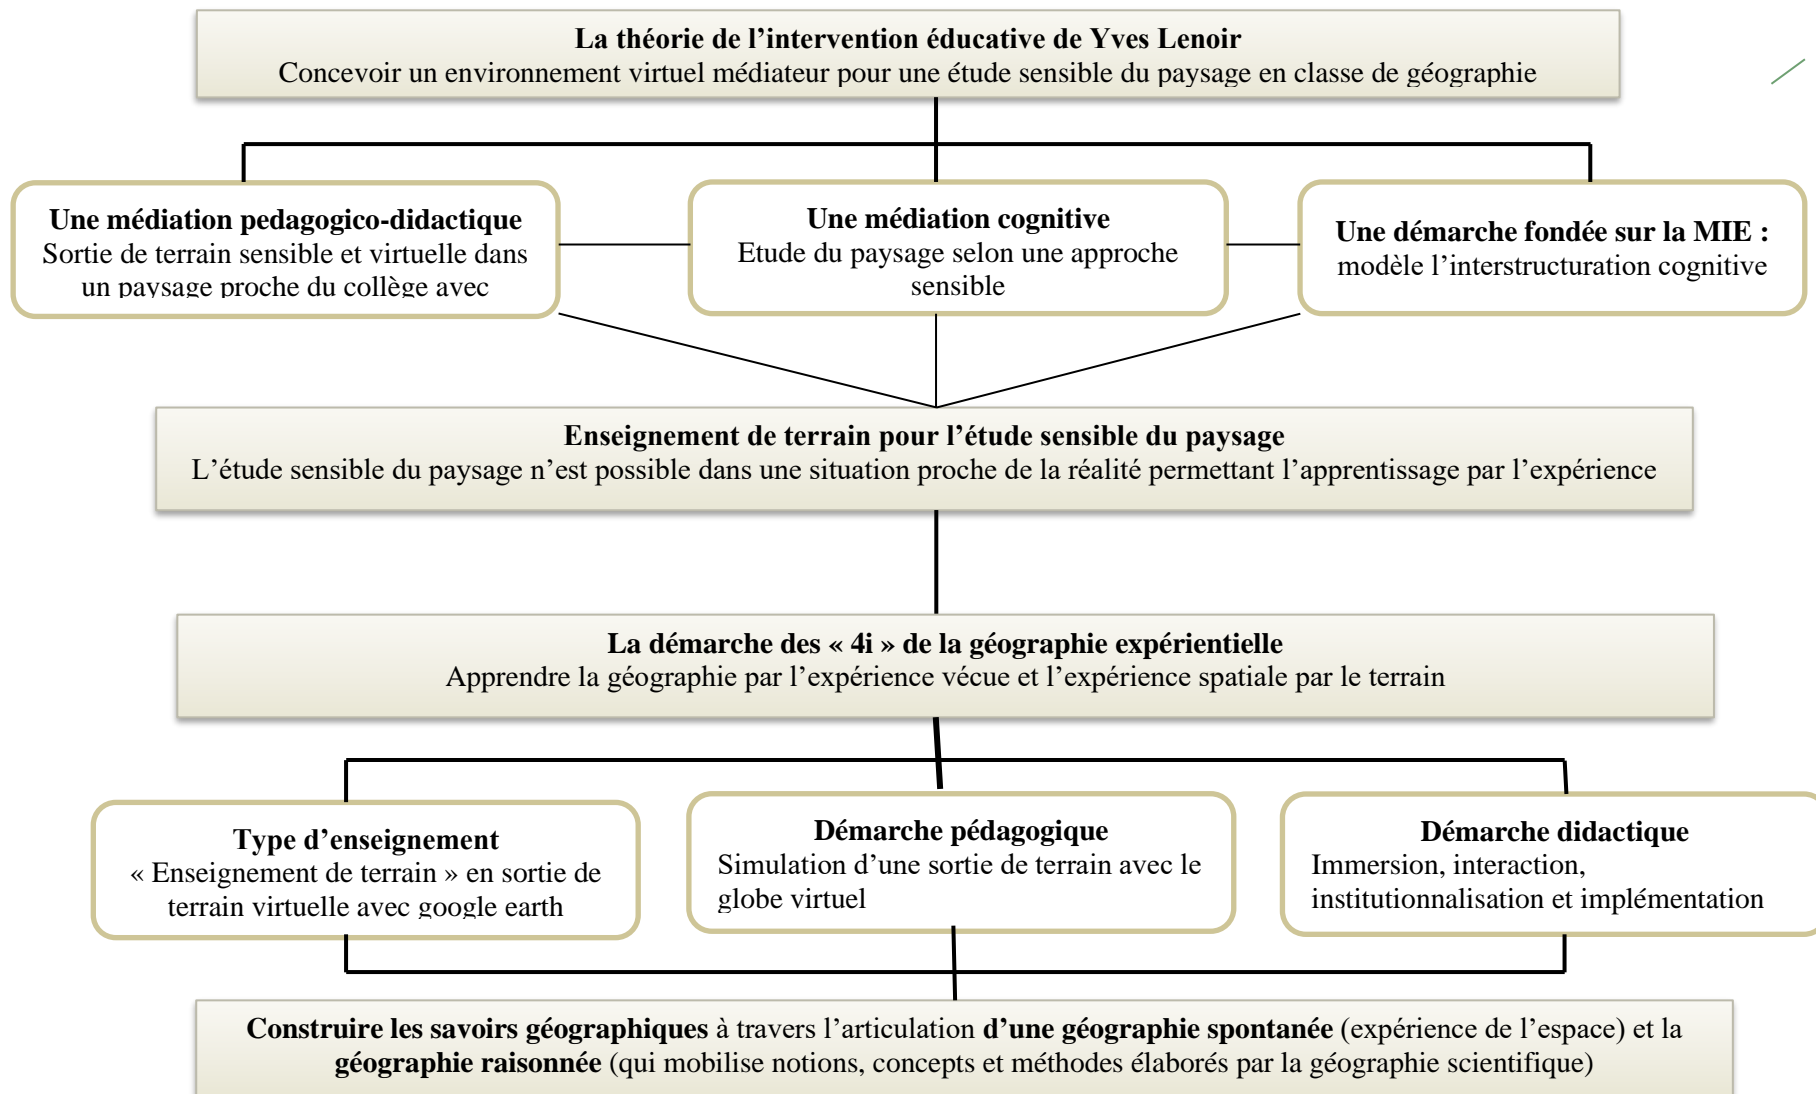 La théorie de l’intervention éducative de Yves Lenoir
Concevoir un environnement virtuel médiateur pour une étude sensible du paysage en classe de géographie
Une médiation pedagogico-didactique
Sortie de terrain sensible et virtuelle dans
un paysage proche du collège avec
Une médiation cognitive
Etude du paysage selon une approche
sensible
Une démarche fondée sur la MIE :
modèle l’interstructuration cognitive
Enseignement de terrain pour l’étude sensible du paysage
L’étude sensible du paysage n’est possible dans une situation proche de la réalité permettant l’apprentissage par l’expérience
La démarche des « 4i » de la géographie expérientielle
Apprendre la géographie par l’expérience vécue et l’expérience spatiale par le terrain
Type d’enseignement
« Enseignement de terrain » en sortie de
terrain virtuelle avec google earth
Démarche pédagogique
Simulation d’une sortie de terrain avec le
globe virtuel
Démarche didactique
Immersion, interaction,
institutionnalisation et implémentation
Construire les savoirs géographiques à travers l’articulation d’une géographie spontanée (expérience de l’espace) et la
géographie raisonnée (qui mobilise notions, concepts et méthodes élaborés par la géographie scientifique)